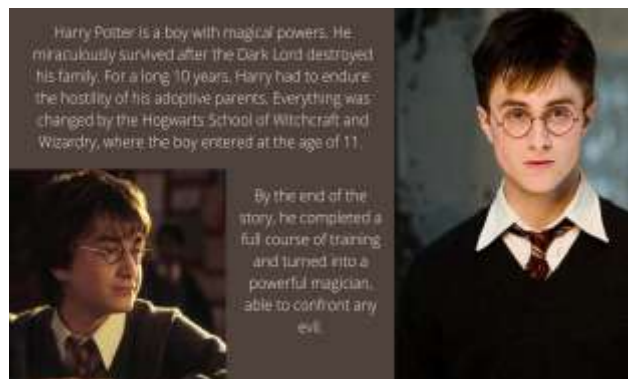 Harry Potter is a boy with magical powers. He
miraculously survived after the Dark Lord destroyed
his family. For a long 10 years, Harry had to endure
the hostility of his adoptive parents. Everything was
changed by the Hogwarts School of Witchcraft and
Wizardry, where the boy entered at the age of 11.
By the end of the
story, he completed a
full course of training
and turned into a
powerful magician,
able to confront any
evil.